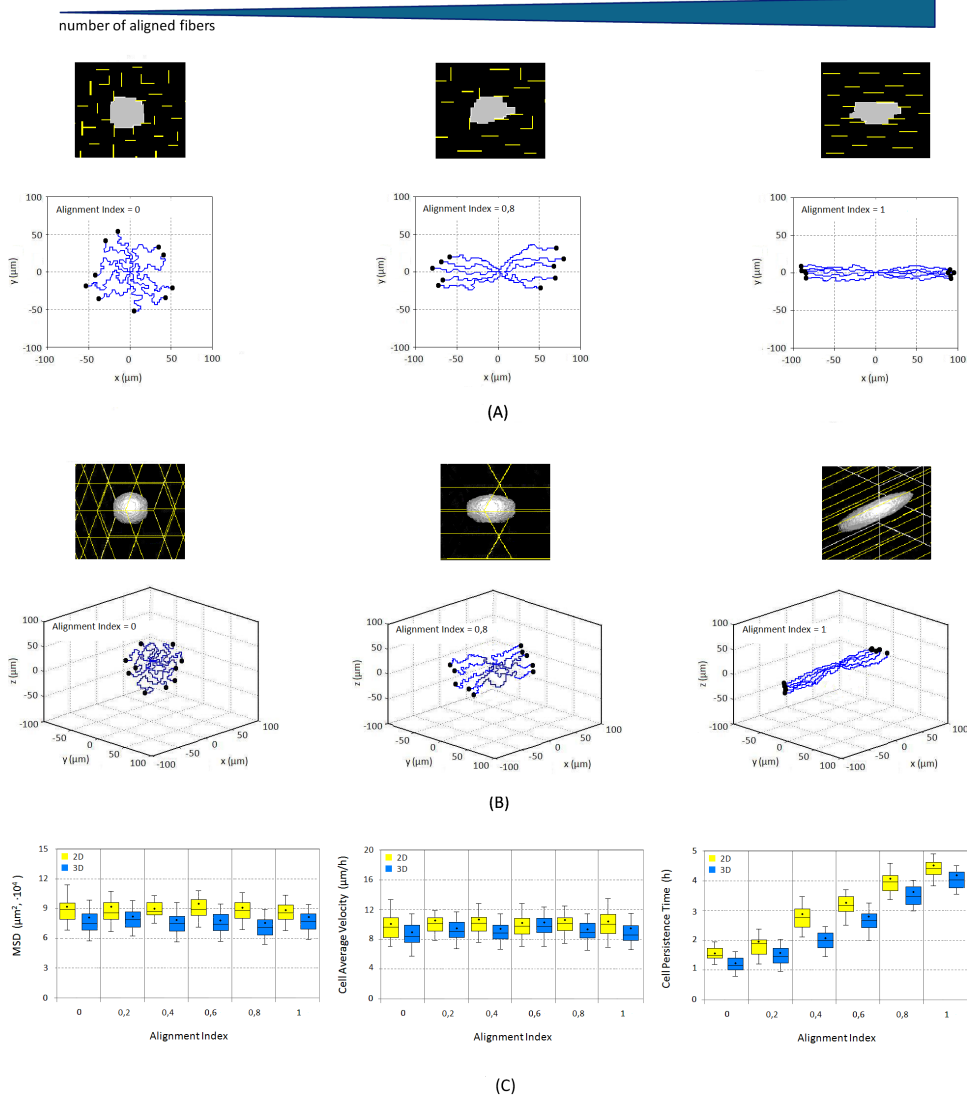 number of aligned fibers
Alignment Index = 0
100
50
0
-50
-100
y (µm)
-100
-50
0
50
100
x (µm)
Alignment Index = 0,8
100
50
0
-50
-100
y (µm)
-100
-50
0
50
100
x (µm)
Alignment Index = 1
100
50
0
-50
-100
y (µm)
-100
-50
0
50
100
x (µm)
(A)
Alignment Index = 0
100
50
0
-50
-100
z (µm)
-50
0
50
100
y (µm)
-100
-50
0
50
100
x (µm)
Alignment Index = 0,8
100
50
0
-50
-100
z (µm)
-50
0
50
100
y (µm)
-100
-50
0
50
100
x (µm)
Alignment Index = 1
100
50
0
-50
-100
z (µm)
-50
0
50
100
y (µm)
-100
-50
0
50
100
x (µm)
(B)
2D
3D
15
12
9
6
3
0
MSD (µm², ·10⁴)
0
0,2
0,4
0,6
0,8
1
Alignment Index
2D
3D
20
16
12
8
4
0
Cell Average Velocity (µm/h)
0
0,2
0,4
0,6
0,8
1
Alignment Index
2D
3D
5
4
3
2
1
0
Cell Persistence Time (h)
0
0,2
0,4
0,6
0,8
1
Alignment Index
(C)